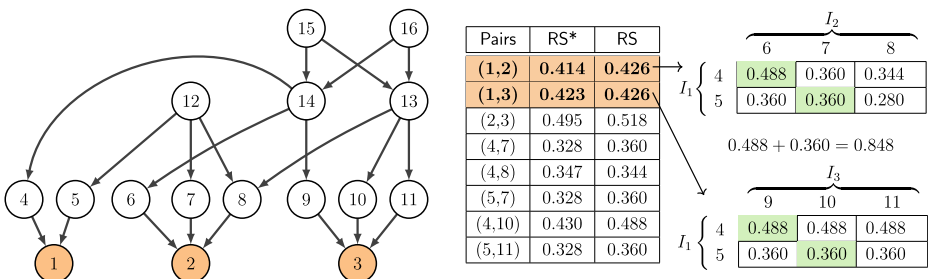 15 16
12 14 13
4 5 6 7 8 9 10 11
1 2 3
Pairs RS* RS
(1,2) 0.414 0.426
(1,3) 0.423 0.426
(2,3) 0.495 0.518
(4,7) 0.328 0.360
(4,8) 0.347 0.344
(5,7) 0.328 0.360
(4,10) 0.430 0.488
(5,11) 0.328 0.360
I₂
6 7 8
I₁ 4 0.488 0.360 0.344
5 0.360 0.360 0.280
0.488 + 0.360 = 0.848
I₃
9 10 11
I₁ 4 0.488 0.488 0.488
5 0.360 0.360 0.360